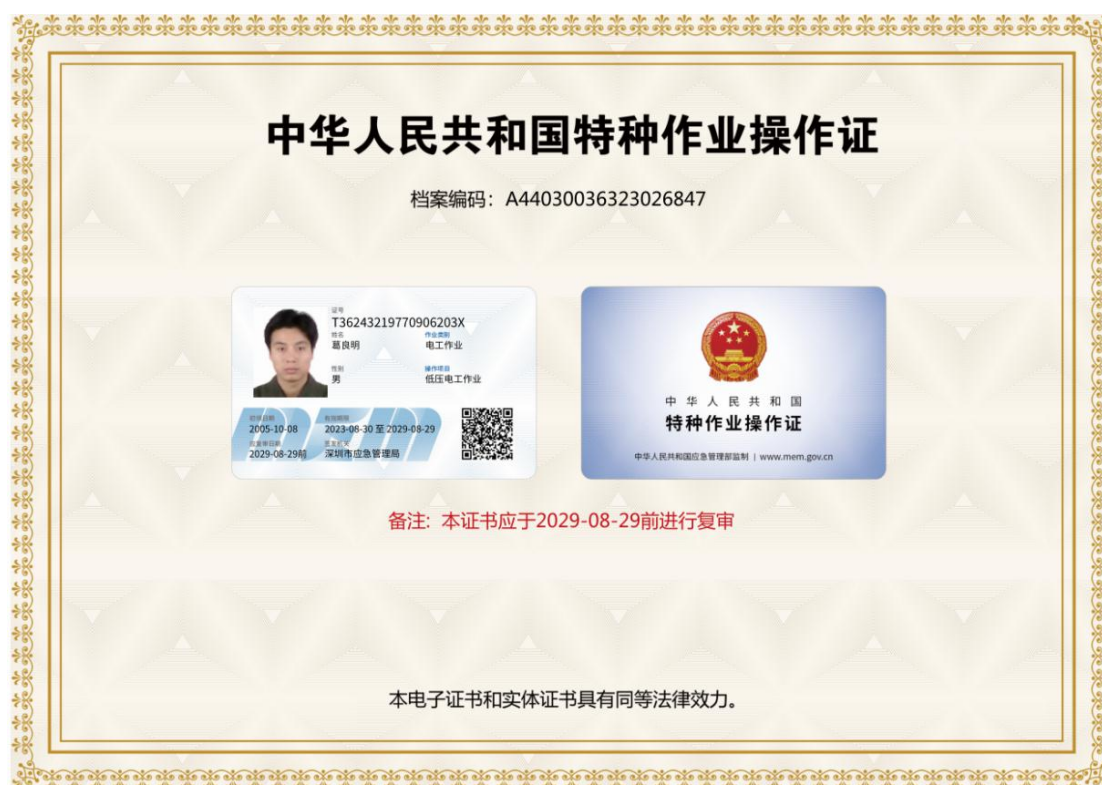 中华人民共和国特种作业操作证
档案编码：A44030036323026847
证号
T36243219770906203X
姓名
作业类别
葛良明
电工作业
性别
操作项目
男
低压电工作业
初领日期
有效期限
2005-10-08
2023-08-30 至 2029-08-29
应复审日期
签发机关
2029-08-29前
深圳市应急管理局
中华人民共和国
特种作业操作证
中华人民共和国应急管理部监制 | www.mem.gov.cn
备注: 本证书应于2029-08-29前进行复审
本电子证书和实体证书具有同等法律效力。